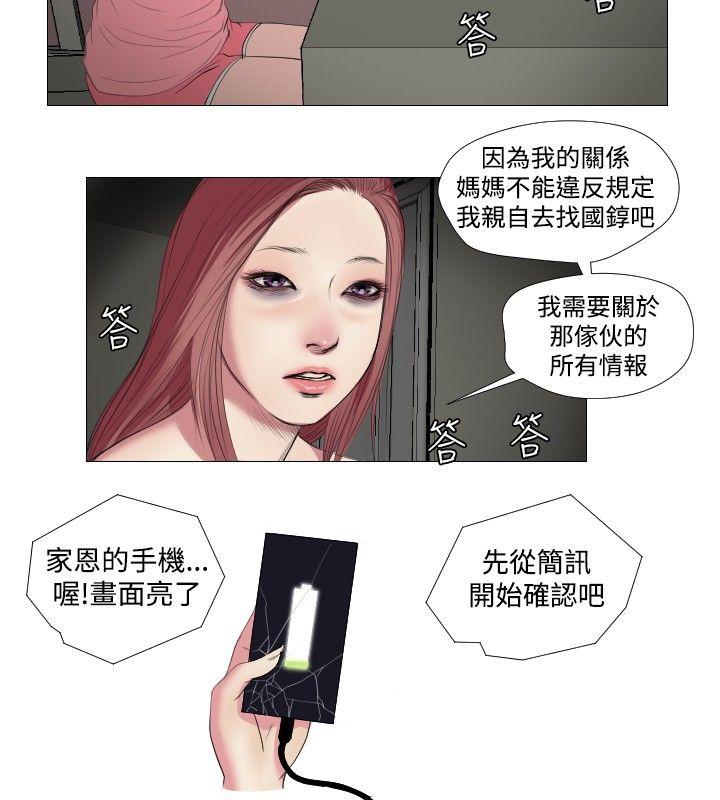 答
答
因為我的關係
媽媽不能違反規定
我親自去找國錞吧
我需要關於
那傢伙的
所有情報
答
答
答
家恩的手機...
喔!畫面亮了
先從簡訊
開始確認吧